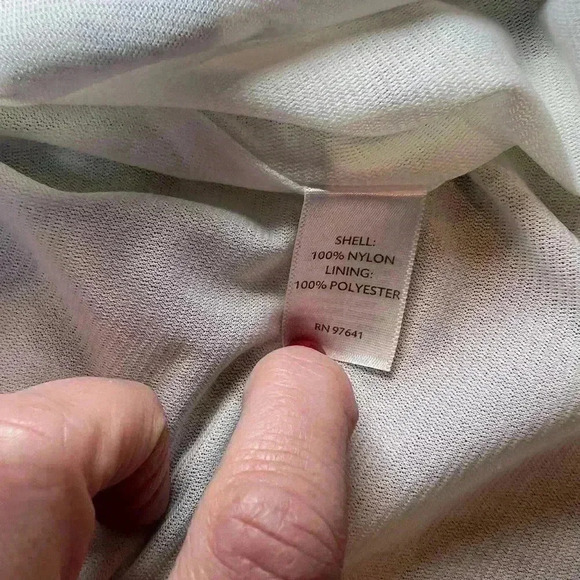 SHELL:
100% NYLON
LINING:
100% POLYESTER
RN 97641